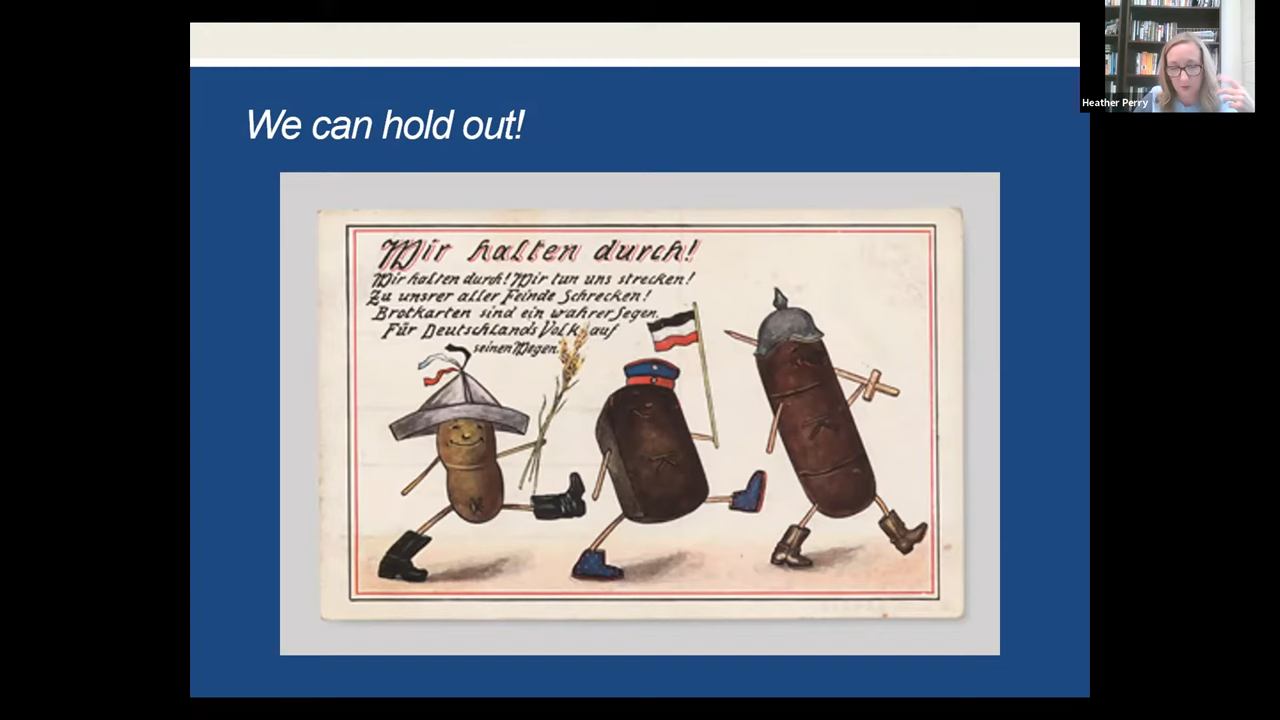 Heather Perry
We can hold out!
Wir halten durch!
Wir halten durch! Wir tun uns strecken!
Zu unsrer aller Feinde Schrecken!
Brotkarten sind ein wahrer Segen.
Für Deutschlands Volk auf
seinen Wegen.